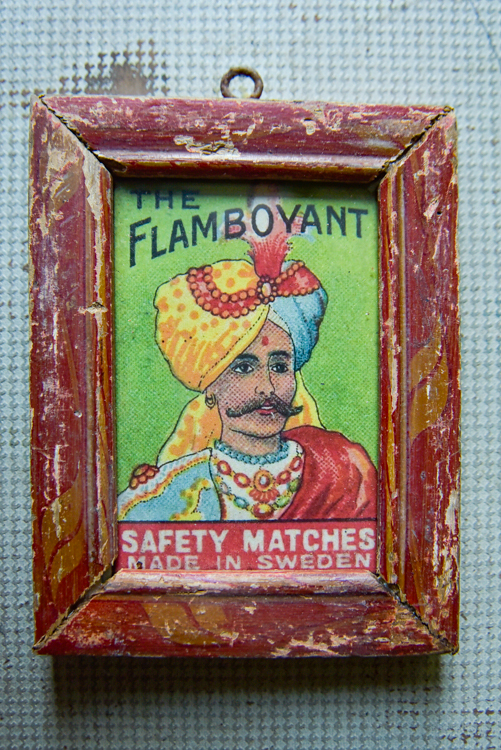 THE
FLAMBOYANT
SAFETY MATCHES
MADE IN SWEDEN